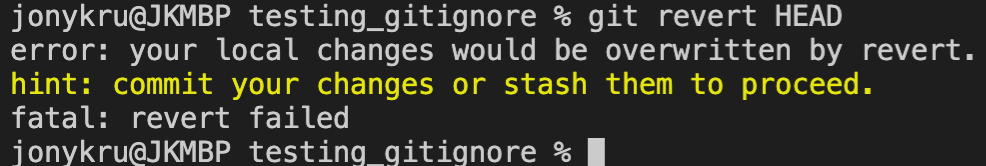 jonykru@JKMBP testing_gitignore % git revert HEAD
error: your local changes would be overwritten by revert.
hint: commit your changes or stash them to proceed.
fatal: revert failed
jonykru@JKMBP testing_gitignore %